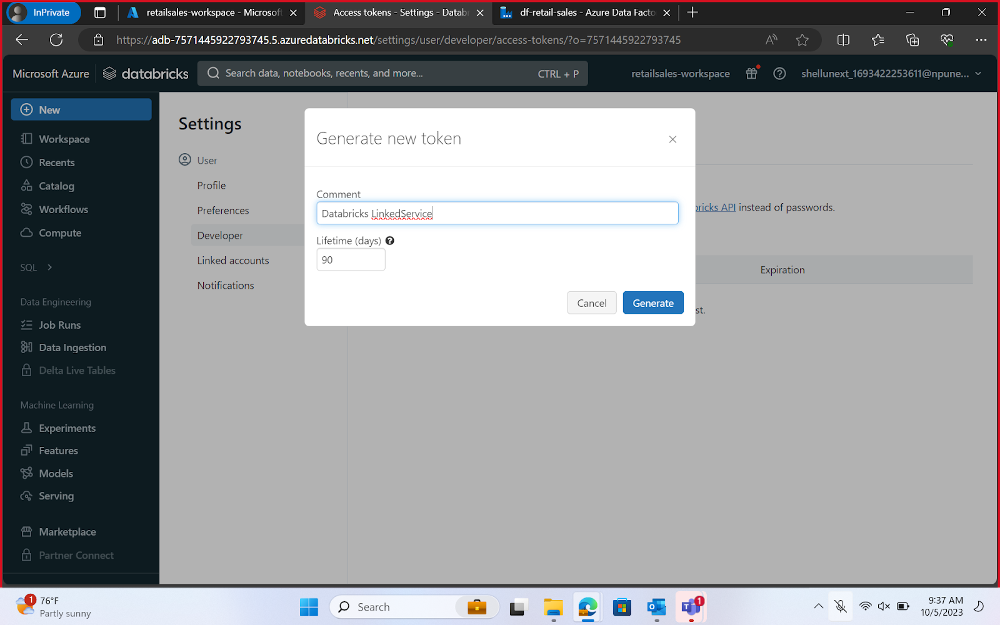 InPrivate
retailsales-workspace - Microsoft
Access tokens - Settings - Datab
df-retail-sales - Azure Data Facto
https://adb-7571445922793745.5.azuredatabricks.net/settings/user/developer/access-tokens/?o=7571445922793745
Microsoft Azure
databricks
Search data, notebooks, recents, and more...
CTRL + P
retailsales-workspace
shellunext_1693422253611@npune...
New
Workspace
Recents
Catalog
Workflows
Compute
SQL
Data Engineering
Job Runs
Data Ingestion
Delta Live Tables
Machine Learning
Experiments
Features
Models
Serving
Marketplace
Partner Connect
Settings
User
Profile
Preferences
Developer
Linked accounts
Notifications
Generate new token
Comment
Databricks LinkedService
Lifetime (days)
90
Cancel
Generate
bricks API instead of passwords.
Expiration
st.
1
76°F
Partly sunny
Search
1
9:37 AM
10/5/2023